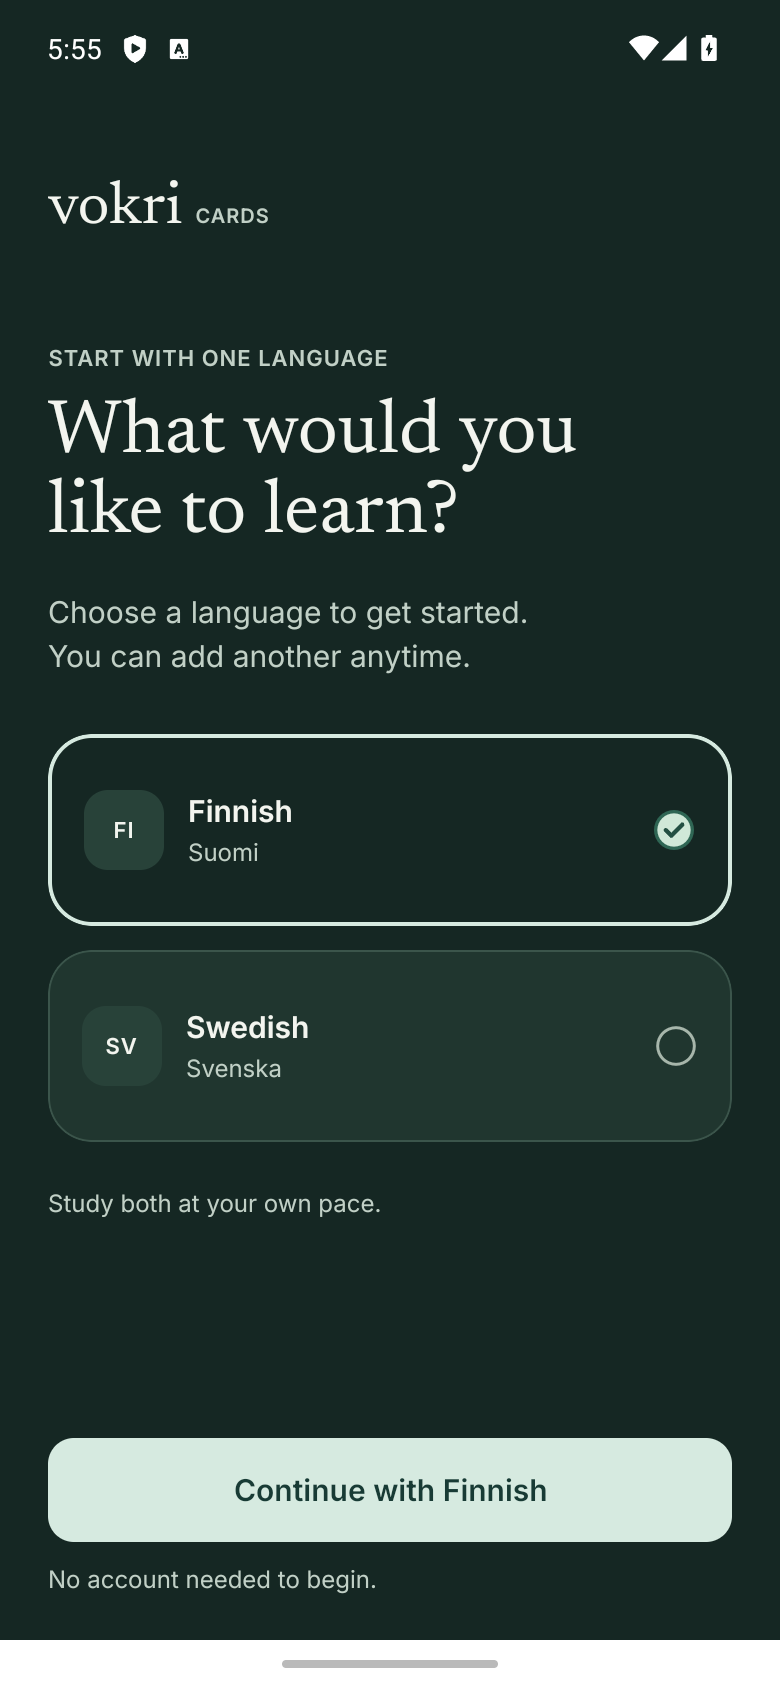 5:55
vokri CARDS
START WITH ONE LANGUAGE
What would you
like to learn?
Choose a language to get started.
You can add another anytime.
FI
Finnish
Suomi
SV
Swedish
Svenska
Study both at your own pace.
Continue with Finnish
No account needed to begin.